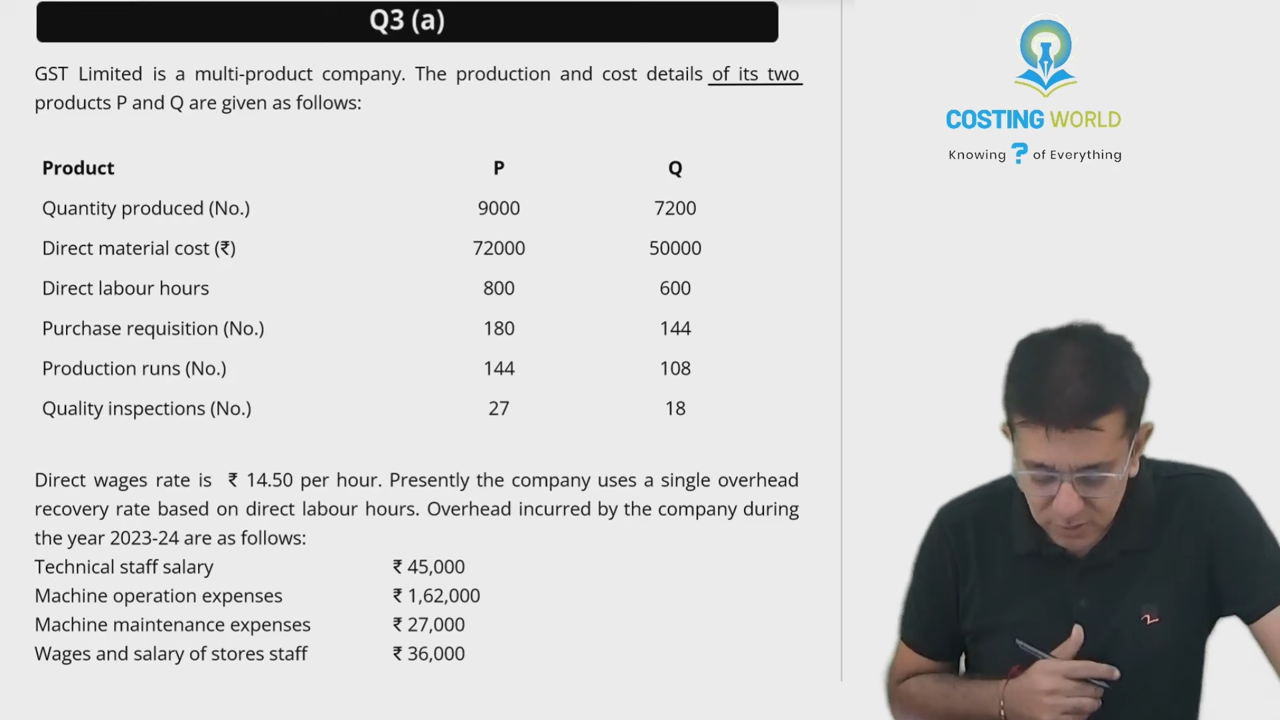 Q3 (a)
GST Limited is a multi-product company. The production and cost details of its two
products P and Q are given as follows:
Product P Q
Quantity produced (No.) 9000 7200
Direct material cost (₹) 72000 50000
Direct labour hours 800 600
Purchase requisition (No.) 180 144
Production runs (No.) 144 108
Quality inspections (No.) 27 18
Direct wages rate is ₹ 14.50 per hour. Presently the company uses a single overhead
recovery rate based on direct labour hours. Overhead incurred by the company during
the year 2023-24 are as follows:
Technical staff salary ₹ 45,000
Machine operation expenses ₹ 1,62,000
Machine maintenance expenses ₹ 27,000
Wages and salary of stores staff ₹ 36,000
COSTING WORLD
Knowing ? of Everything